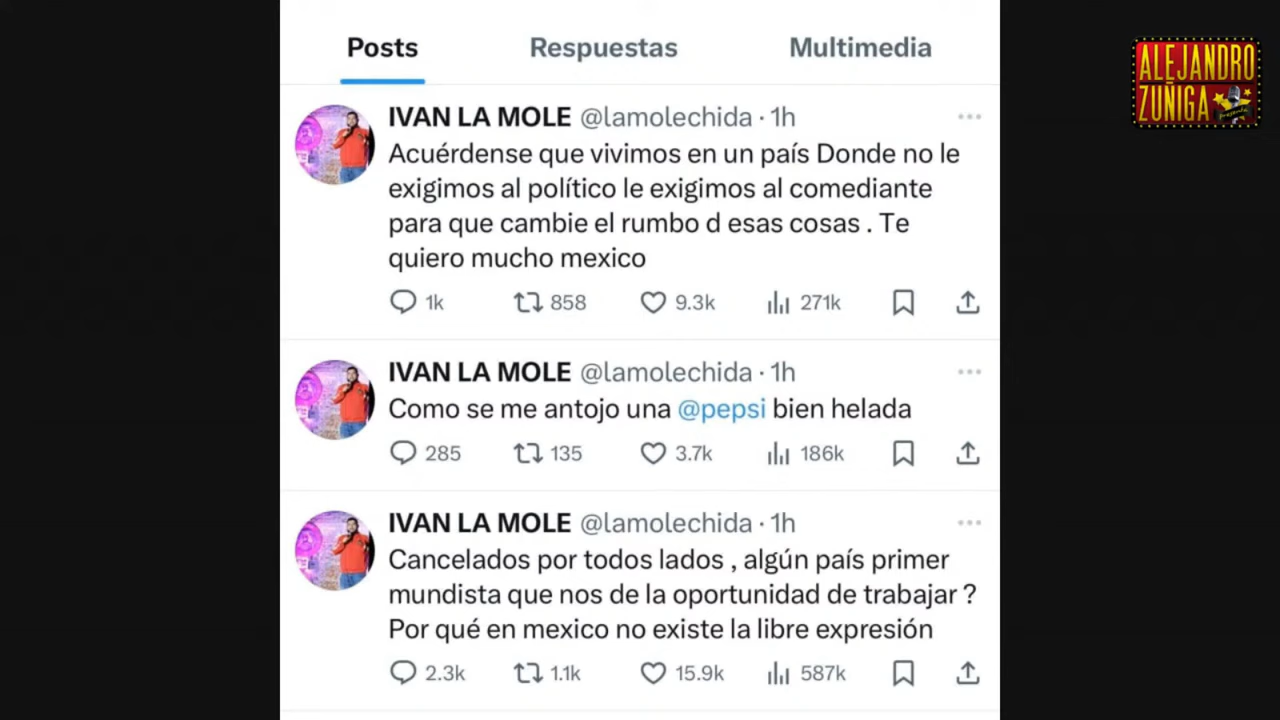 Posts Respuestas Multimedia
ALEJANDRO
ZUÑIGA
presenta
IVAN LA MOLE @lamolechida · 1h
Acuérdense que vivimos en un país Donde no le
exigimos al político le exigimos al comediante
para que cambie el rumbo d esas cosas . Te
quiero mucho mexico
1k 858 9.3k 271k
IVAN LA MOLE @lamolechida · 1h
Como se me antojo una @pepsi bien helada
285 135 3.7k 186k
IVAN LA MOLE @lamolechida · 1h
Cancelados por todos lados , algún país primer
mundista que nos de la oportunidad de trabajar ?
Por qué en mexico no existe la libre expresión
2.3k 1.1k 15.9k 587k